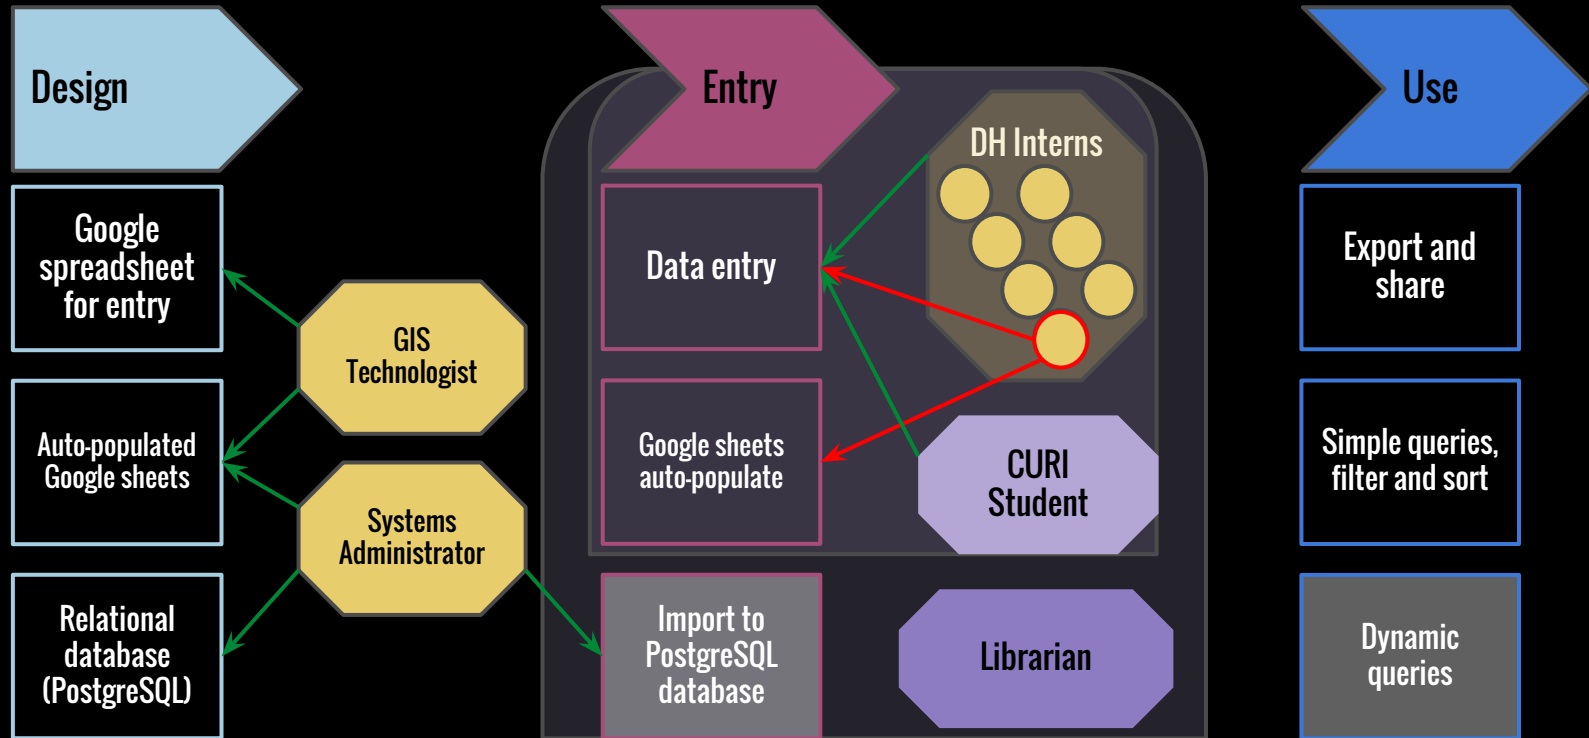 Design
Entry
Use
DH Interns
Google
spreadsheet
for entry
Data entry
Export and
share
GIS
Technologist
Auto-populated
Google sheets
Google sheets
auto-populate
CURI
Student
Simple queries,
filter and sort
Systems
Administrator
Relational
database
(PostgreSQL)
Import to
PostgreSQL
database
Librarian
Dynamic
queries